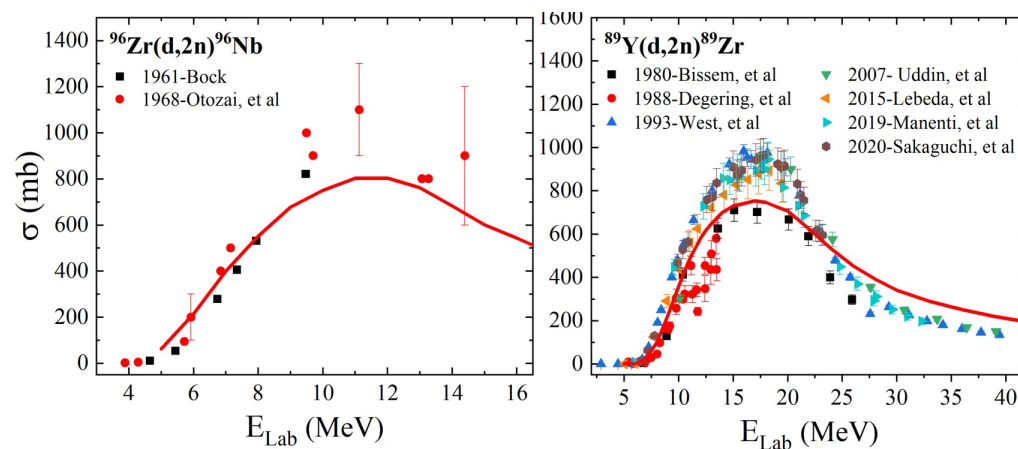 ⁹⁶Zr(d,2n)⁹⁶Nb
1961-Bock
1968-Otozai, et al
1400
1200
1000
800
600
400
200
0
4 6 8 10 12 14 16
σ (mb)
E_Lab (MeV)
⁸⁹Y(d,2n)⁸⁹Zr
1980-Bissem, et al
1988-Degering, et al
1993-West, et al
2007- Uddin, et al
2015-Lebeda, et al
2019-Manenti, et al
2020-Sakaguchi, et al
1600
1400
1200
1000
800
600
400
200
0
5 10 15 20 25 30 35 40
E_Lab (MeV)